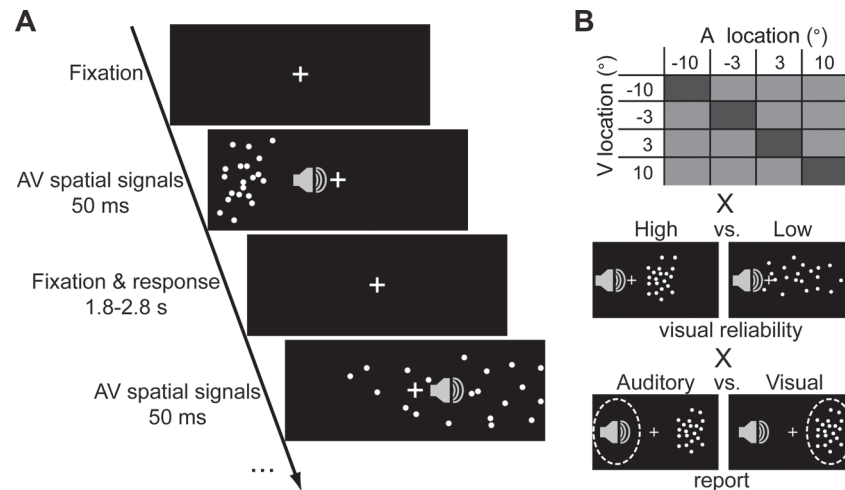 A
Fixation
AV spatial signals
50 ms
Fixation & response
1.8-2.8 s
AV spatial signals
50 ms
...
B
A location (°)
-10 -3 3 10
V location (°)
-10
-3
3
10
X
High vs. Low
visual reliability
X
Auditory vs. Visual
report